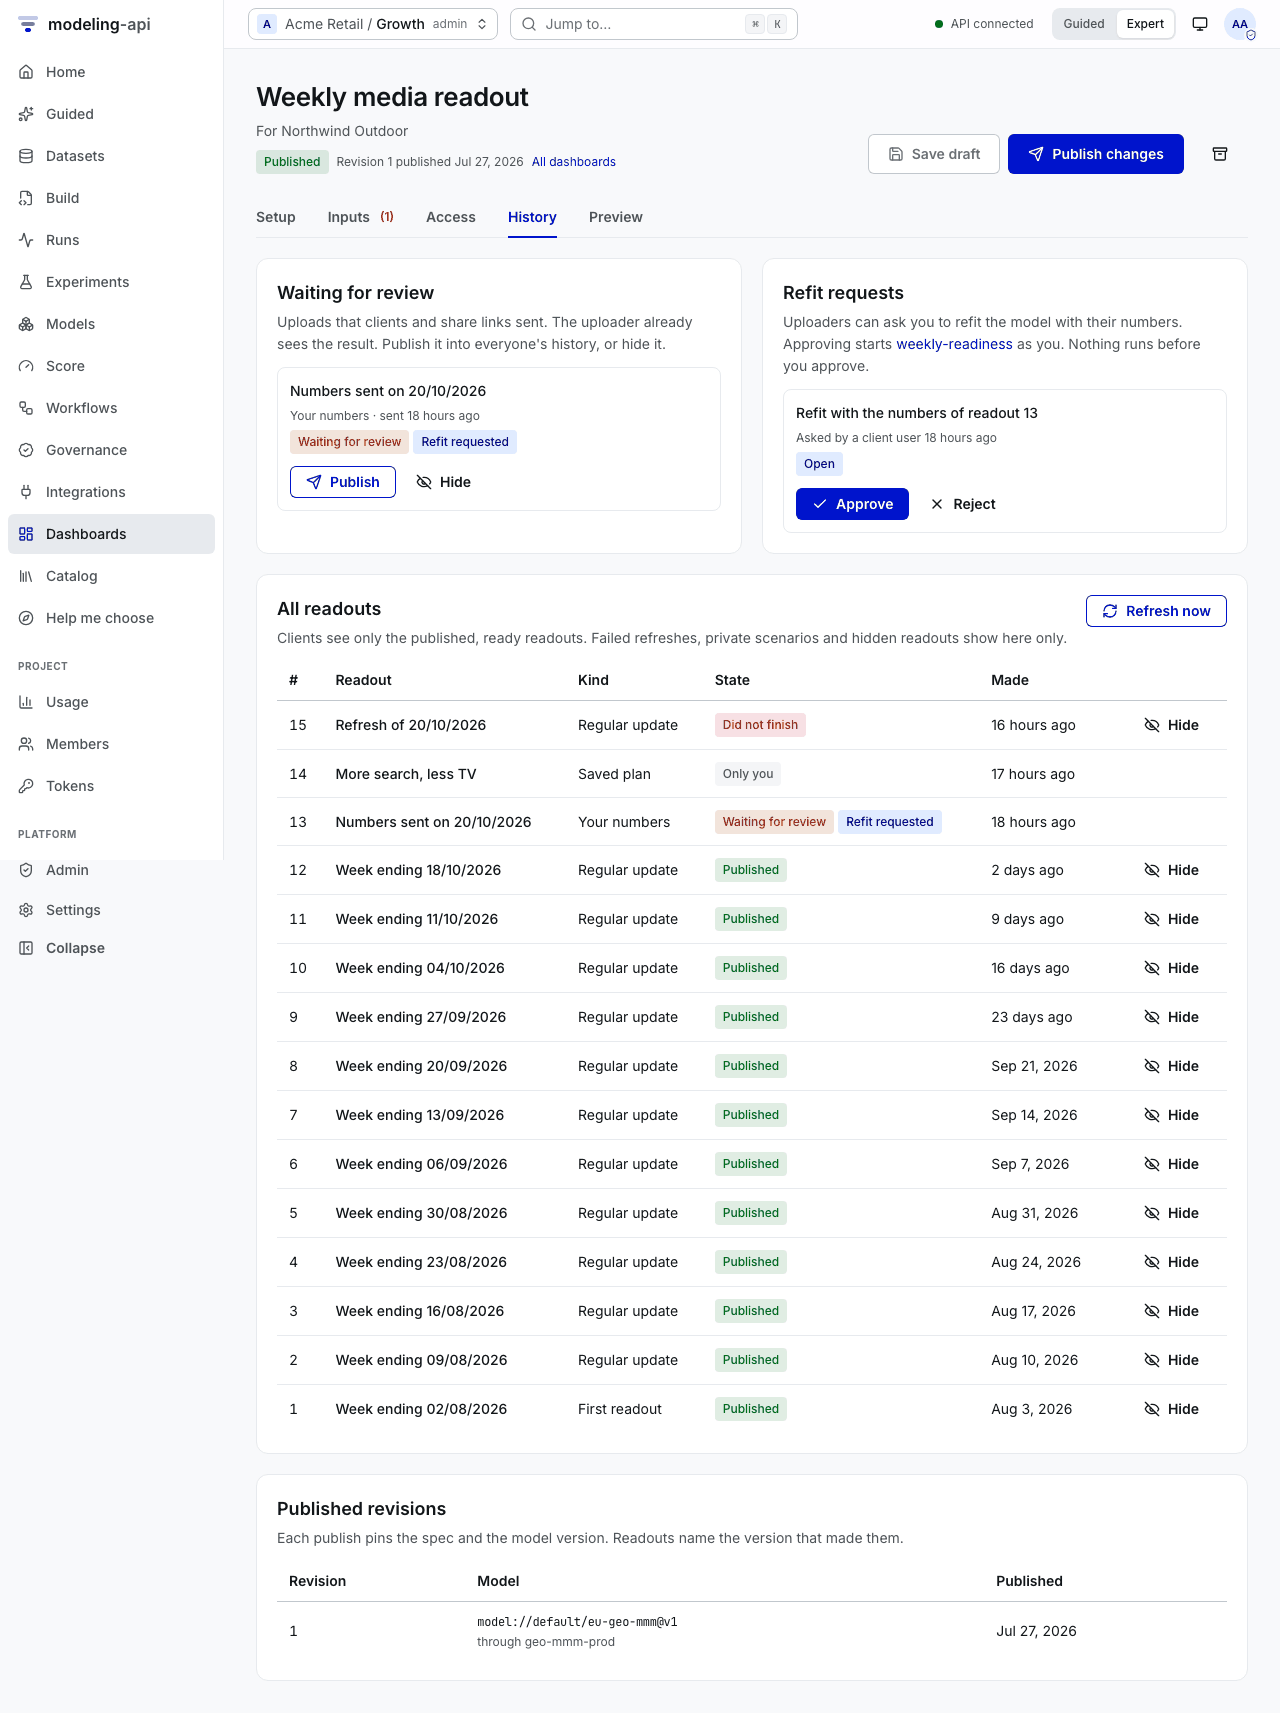 modeling-api
A Acme Retail / Growth admin
Jump to... ⌘ K
API connected
Guided Expert
AA
Home
Guided
Datasets
Build
Runs
Experiments
Models
Score
Workflows
Governance
Integrations
Dashboards
Catalog
Help me choose
PROJECT
Usage
Members
Tokens
PLATFORM
Admin
Settings
Collapse
Weekly media readout
For Northwind Outdoor
Published Revision 1 published Jul 27, 2026 All dashboards
Save draft Publish changes
Setup Inputs (1) Access History Preview
Waiting for review
Uploads that clients and share links sent. The uploader already
sees the result. Publish it into everyone's history, or hide it.
Numbers sent on 20/10/2026
Your numbers · sent 18 hours ago
Waiting for review Refit requested
Publish Hide
Refit requests
Uploaders can ask you to refit the model with their numbers.
Approving starts weekly-readiness as you. Nothing runs before
you approve.
Refit with the numbers of readout 13
Asked by a client user 18 hours ago
Open
Approve Reject
All readouts
Refresh now
Clients see only the published, ready readouts. Failed refreshes, private scenarios and hidden readouts show here only.
# Readout Kind State Made
15 Refresh of 20/10/2026 Regular update Did not finish 16 hours ago Hide
14 More search, less TV Saved plan Only you 17 hours ago
13 Numbers sent on 20/10/2026 Your numbers Waiting for review Refit requested 18 hours ago
12 Week ending 18/10/2026 Regular update Published 2 days ago Hide
11 Week ending 11/10/2026 Regular update Published 9 days ago Hide
10 Week ending 04/10/2026 Regular update Published 16 days ago Hide
9 Week ending 27/09/2026 Regular update Published 23 days ago Hide
8 Week ending 20/09/2026 Regular update Published Sep 21, 2026 Hide
7 Week ending 13/09/2026 Regular update Published Sep 14, 2026 Hide
6 Week ending 06/09/2026 Regular update Published Sep 7, 2026 Hide
5 Week ending 30/08/2026 Regular update Published Aug 31, 2026 Hide
4 Week ending 23/08/2026 Regular update Published Aug 24, 2026 Hide
3 Week ending 16/08/2026 Regular update Published Aug 17, 2026 Hide
2 Week ending 09/08/2026 Regular update Published Aug 10, 2026 Hide
1 Week ending 02/08/2026 First readout Published Aug 3, 2026 Hide
Published revisions
Each publish pins the spec and the model version. Readouts name the version that made them.
Revision Model Published
1 model://default/eu-geo-mmm@v1 Jul 27, 2026
through geo-mmm-prod